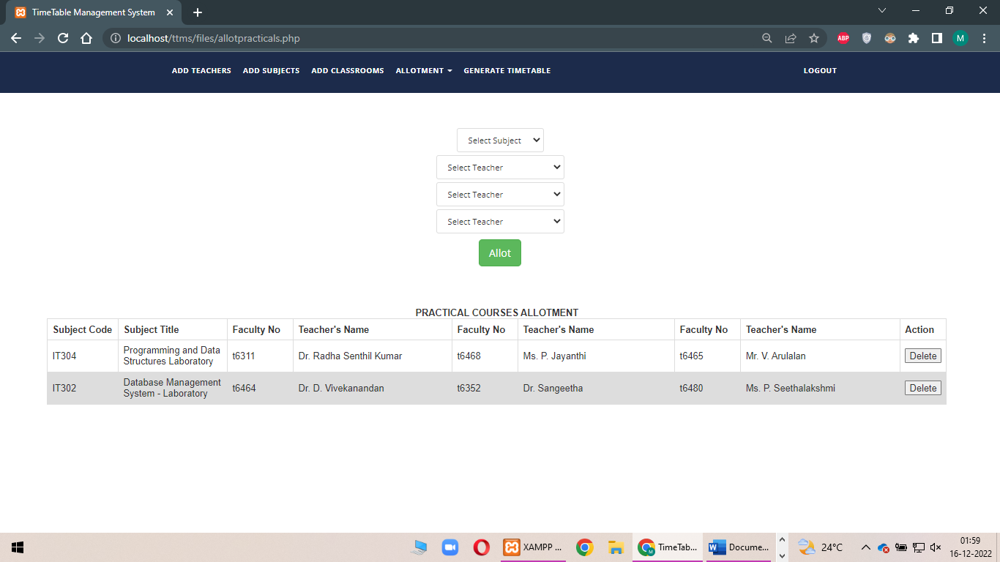 TimeTable Management System
localhost/ttms/files/allotpracticals.php
ABP
M
ADD TEACHERS ADD SUBJECTS ADD CLASSROOMS ALLOTMENT GENERATE TIMETABLE LOGOUT
Select Subject
Select Teacher
Select Teacher
Select Teacher
Allot
PRACTICAL COURSES ALLOTMENT
Subject Code Subject Title Faculty No Teacher's Name Faculty No Teacher's Name Faculty No Teacher's Name Action
IT304 Programming and Data Structures Laboratory t6311 Dr. Radha Senthil Kumar t6468 Ms. P. Jayanthi t6465 Mr. V. Arulalan Delete
IT302 Database Management System - Laboratory t6464 Dr. D. Vivekanandan t6352 Dr. Sangeetha t6480 Ms. P. Seethalakshmi Delete
XAMPP ... TimeTab... Docume... 24°C 01:59
16-12-2022